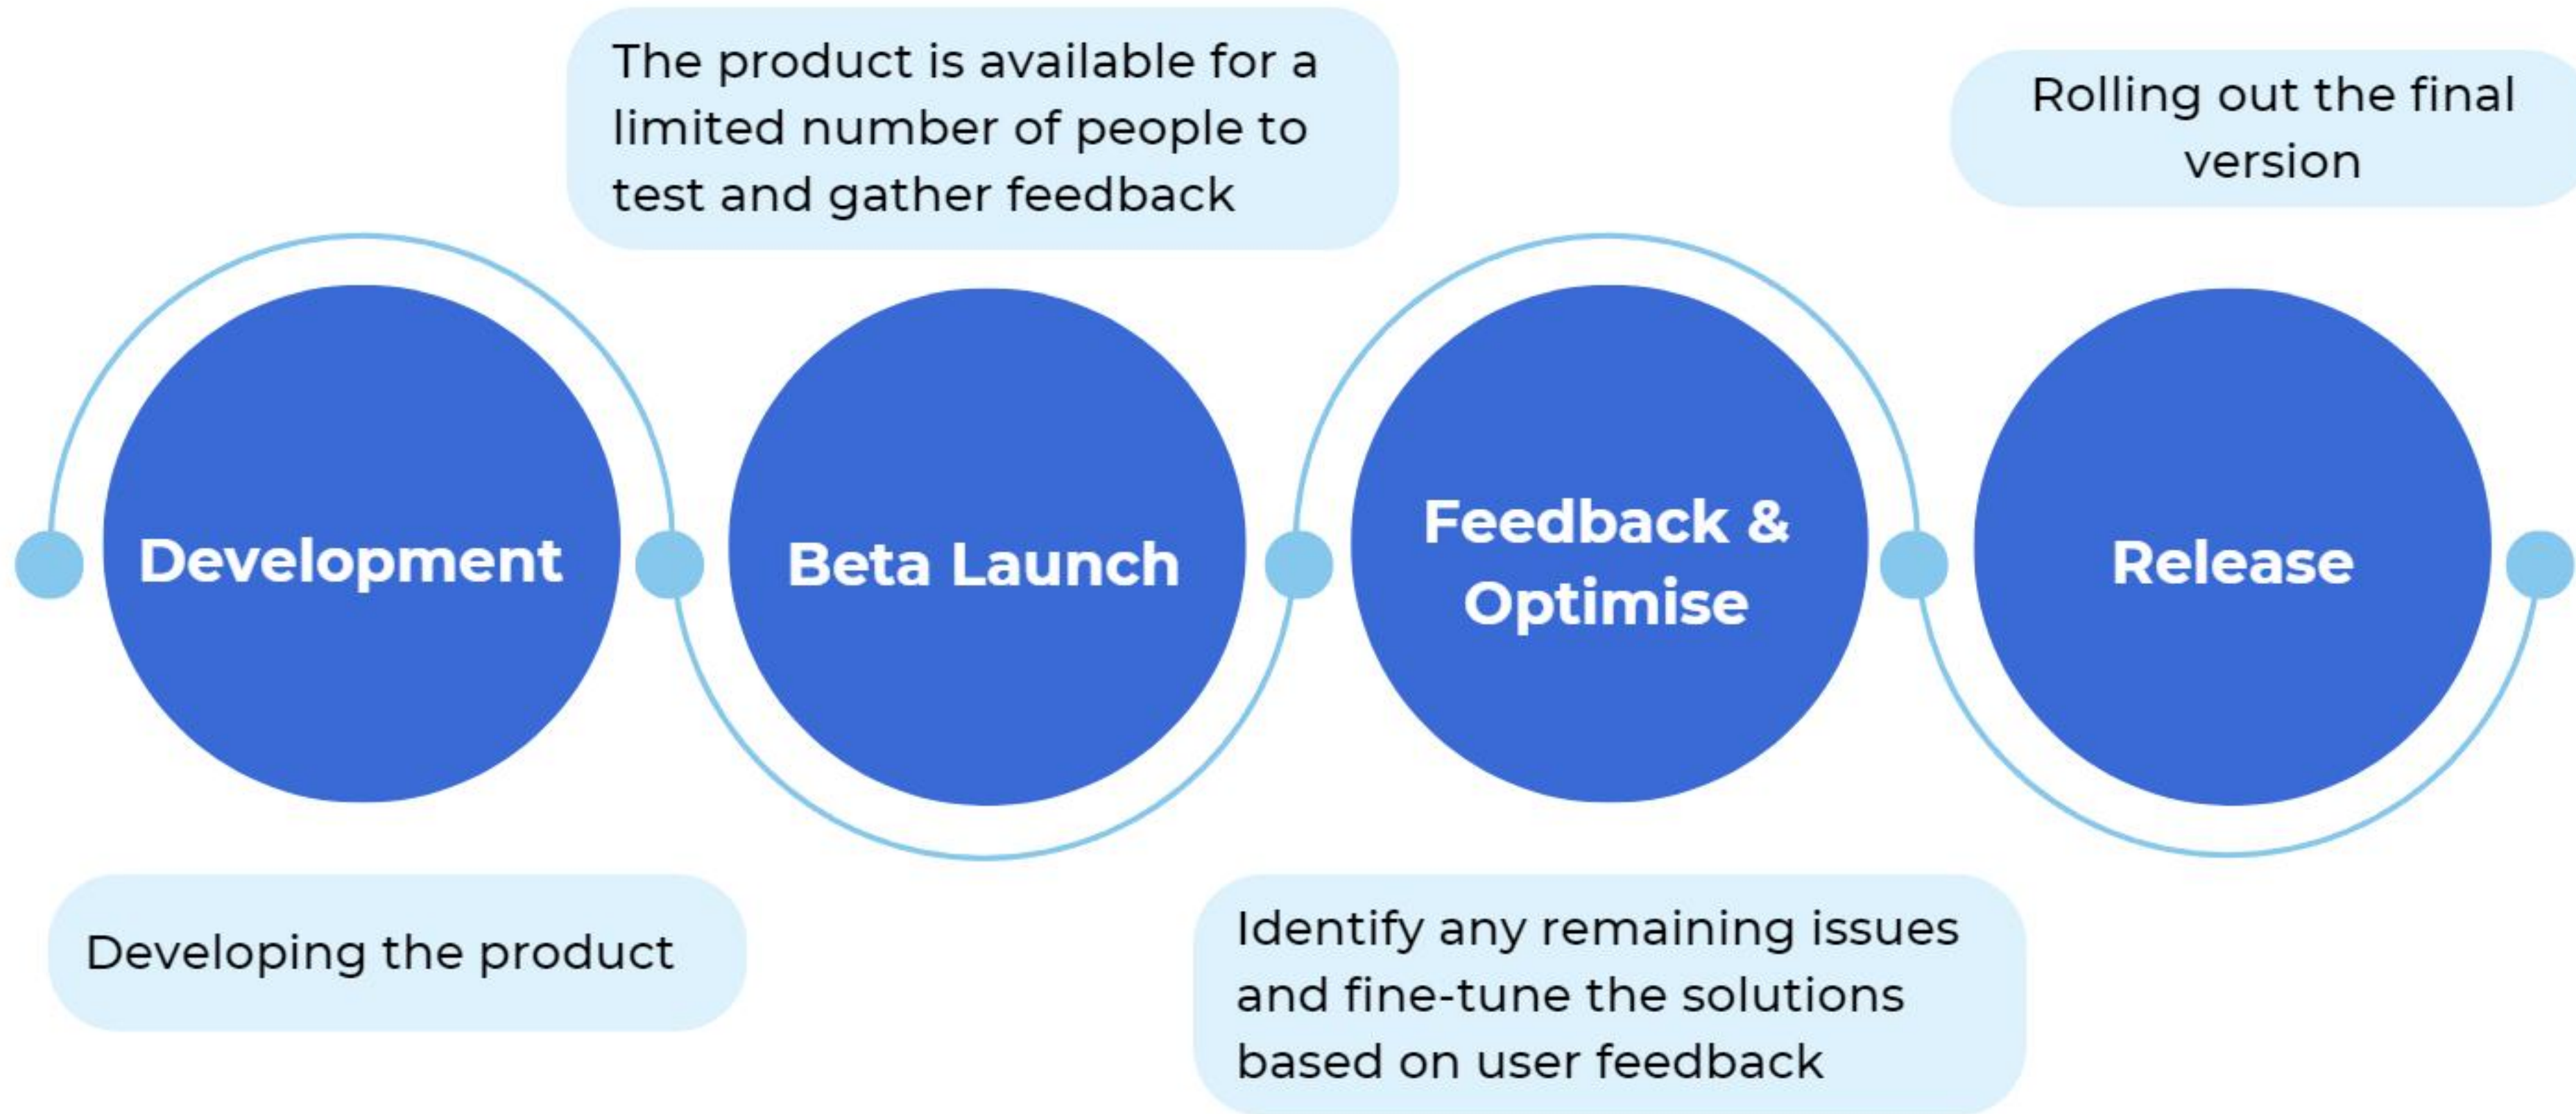 The product is available for a
limited number of people to
test and gather feedback
Rolling out the final
version
Development
Beta Launch
Feedback &
Optimise
Release
Developing the product
Identify any remaining issues
and fine-tune the solutions
based on user feedback